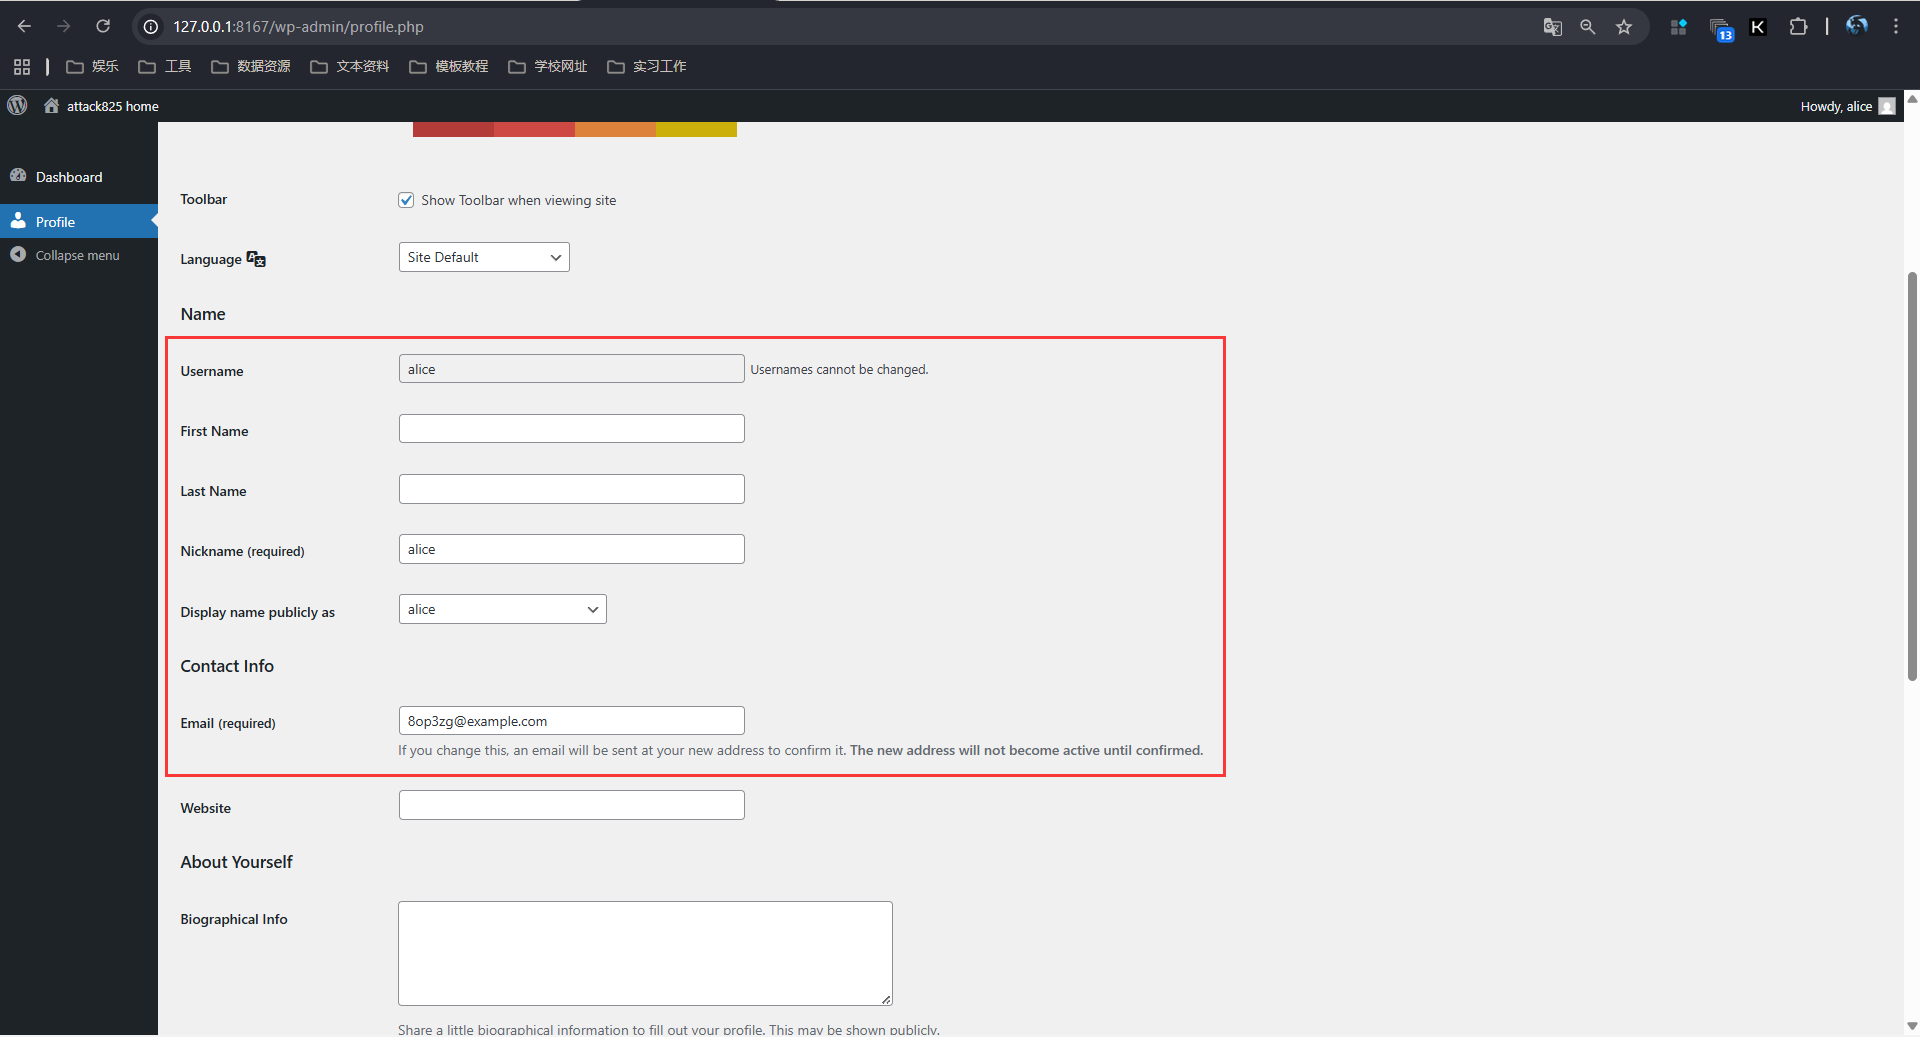 127.0.0.1:8167/wp-admin/profile.php
13
K
娱乐 工具 数据资源 文本资料 模板教程 学校网址 实习工作
attack825 home
Howdy, alice
Dashboard
Profile
Collapse menu
Toolbar
Show Toolbar when viewing site
Language
Site Default
Name
Username
alice
Usernames cannot be changed.
First Name
Last Name
Nickname (required)
alice
Display name publicly as
alice
Contact Info
Email (required)
8op3zg@example.com
If you change this, an email will be sent at your new address to confirm it. The new address will not become active until confirmed.
Website
About Yourself
Biographical Info
Share a little biographical information to fill out your profile. This may be shown publicly.